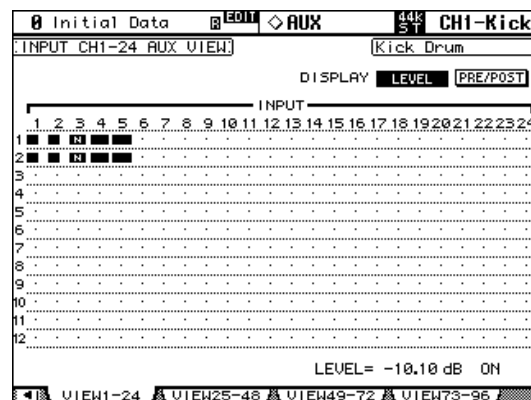 0 Initial Data EDIT ◇AUX 44K ST CH1-Kick
INPUT CH1-24 AUX VIEW Kick Drum
DISPLAY LEVEL PRE/POST
INPUT
1 2 3 4 5 6 7 8 9 10 11 12 13 14 15 16 17 18 19 20 21 22 23 24
1 N
2 N
3
4
5
6
7
8
9
10
11
12
LEVEL= -10.10 dB ON
VIEW1-24 VIEW25-48 VIEW49-72 VIEW73-96